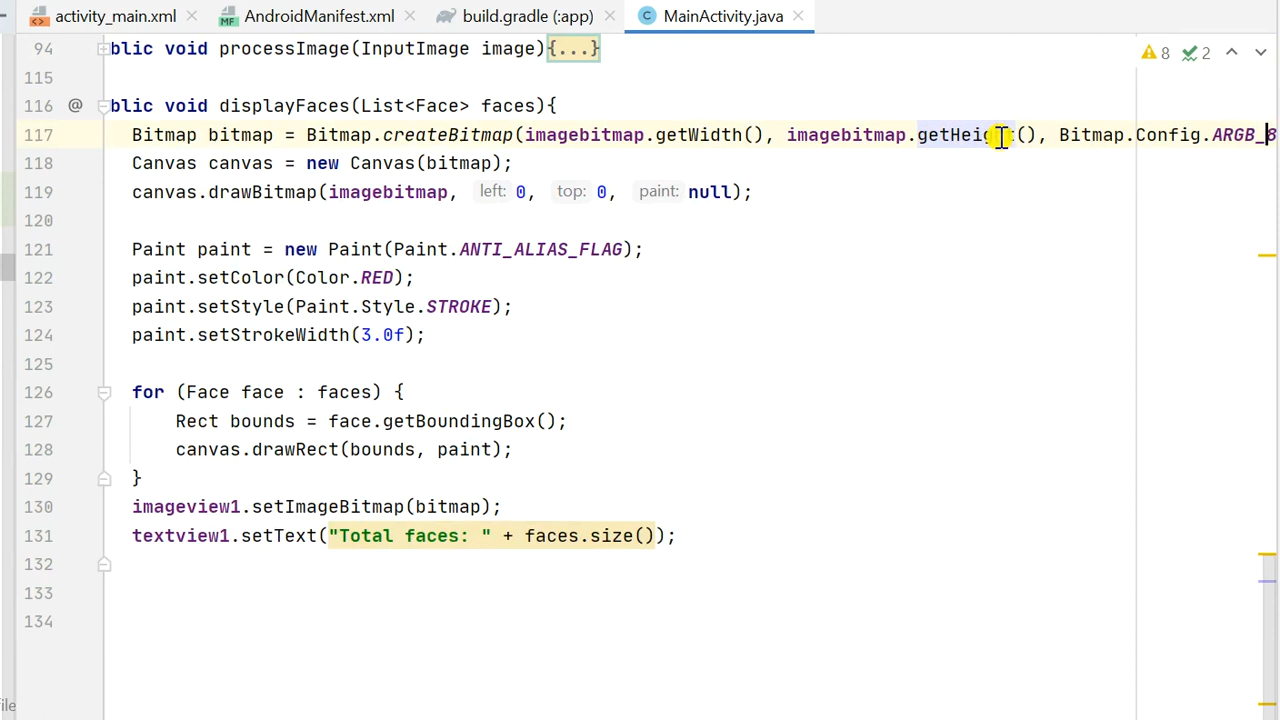 activity_main.xml AndroidManifest.xml build.gradle (:app) MainActivity.java
94 blic void processImage(InputImage image){...} 8 2
115
116 @ blic void displayFaces(List<Face> faces){
117 Bitmap bitmap = Bitmap.createBitmap(imagebitmap.getWidth(), imagebitmap.getHeight(), Bitmap.Config.ARGB_8
118 Canvas canvas = new Canvas(bitmap);
119 canvas.drawBitmap(imagebitmap, left: 0, top: 0, paint: null);
120
121 Paint paint = new Paint(Paint.ANTI_ALIAS_FLAG);
122 paint.setColor(Color.RED);
123 paint.setStyle(Paint.Style.STROKE);
124 paint.setStrokeWidth(3.0f);
125
126 for (Face face : faces) {
127 Rect bounds = face.getBoundingBox();
128 canvas.drawRect(bounds, paint);
129 }
130 imageview1.setImageBitmap(bitmap);
131 textview1.setText("Total faces: " + faces.size());
132
133
134
file